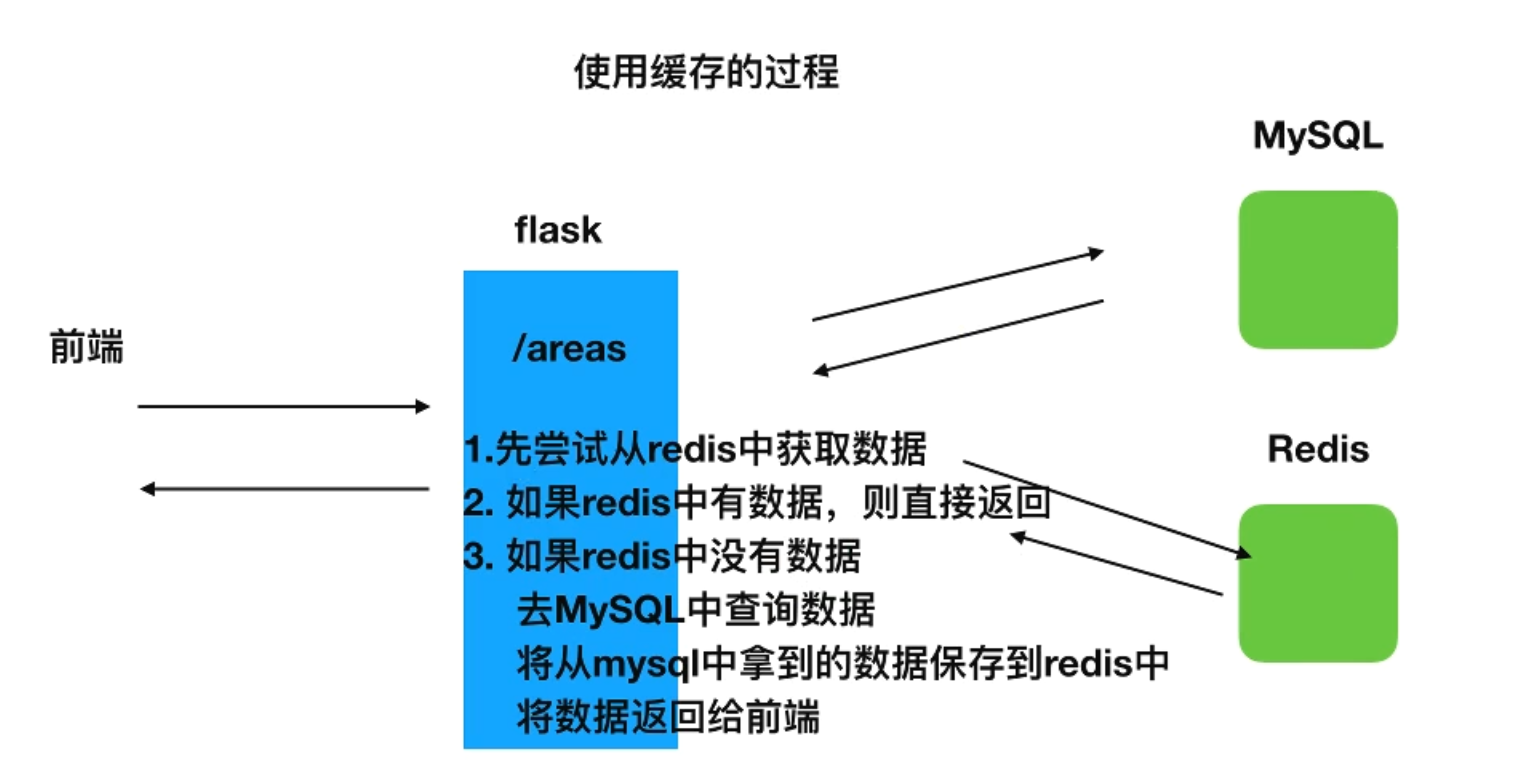 使用缓存的过程
MySQL
flask
前端
/areas
1.先尝试从redis中获取数据
Redis
2. 如果redis中有数据，则直接返回
3. 如果redis中没有数据
去MySQL中查询数据
将从mysql中拿到的数据保存到redis中
将数据返回给前端